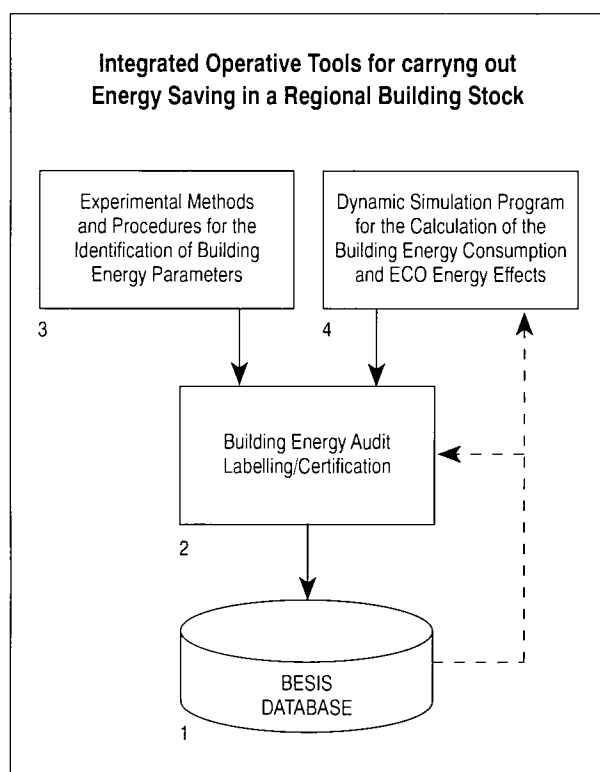 Integrated Operative Tools for carryng out
Energy Saving in a Regional Building Stock
Experimental Methods
and Procedures for the
Identification of Building
Energy Parameters
3
Dynamic Simulation Program
for the Calculation of the
Building Energy Consumption
and ECO Energy Effects
4
Building Energy Audit
Labelling/Certification
2
BESIS
DATABASE
1